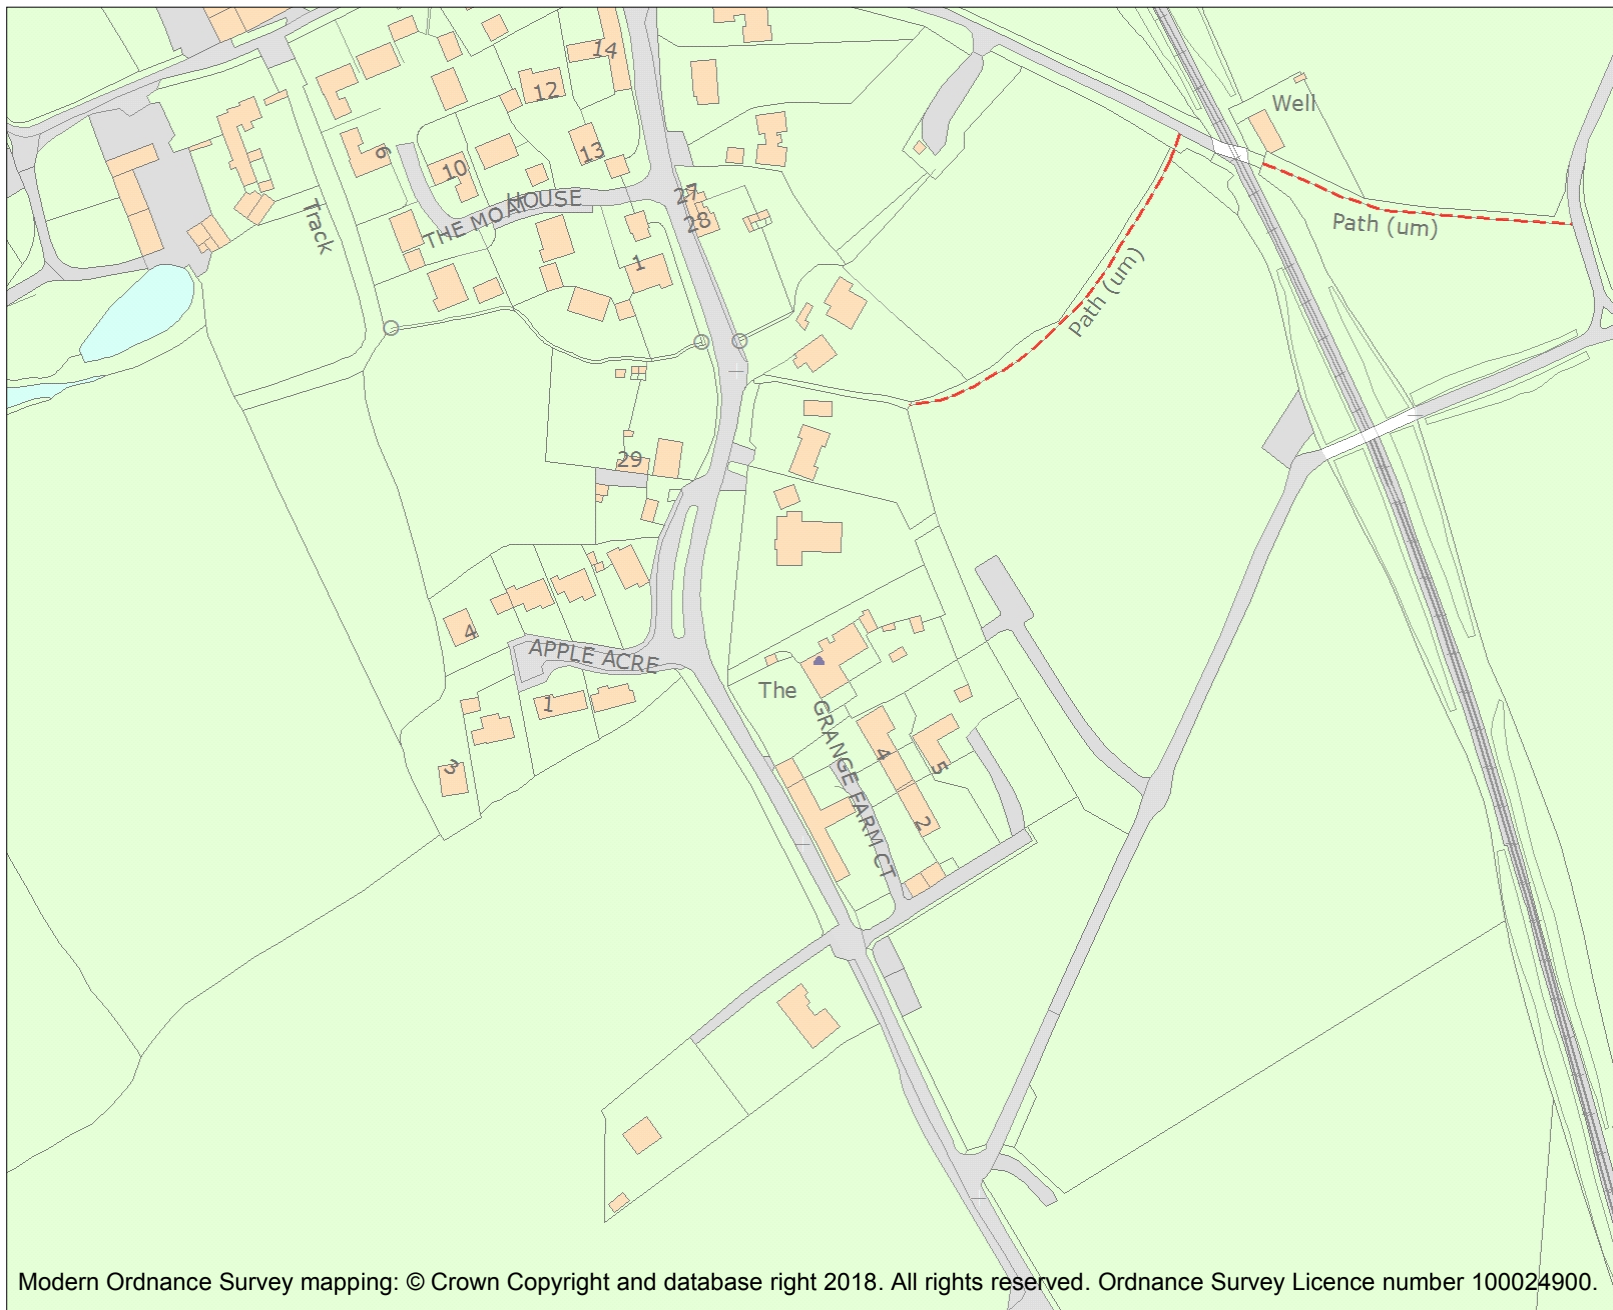 14
12
Well
13
6
10
27
THE MOATHOUSE
28
Track
Path (um)
Path (um)
1
29
4
APPLE ACRE
The
1
GRANGE FARM CT
4
5
3
2
Modern Ordnance Survey mapping: © Crown Copyright and database right 2018. All rights reserved. Ordnance Survey Licence number 100024900.